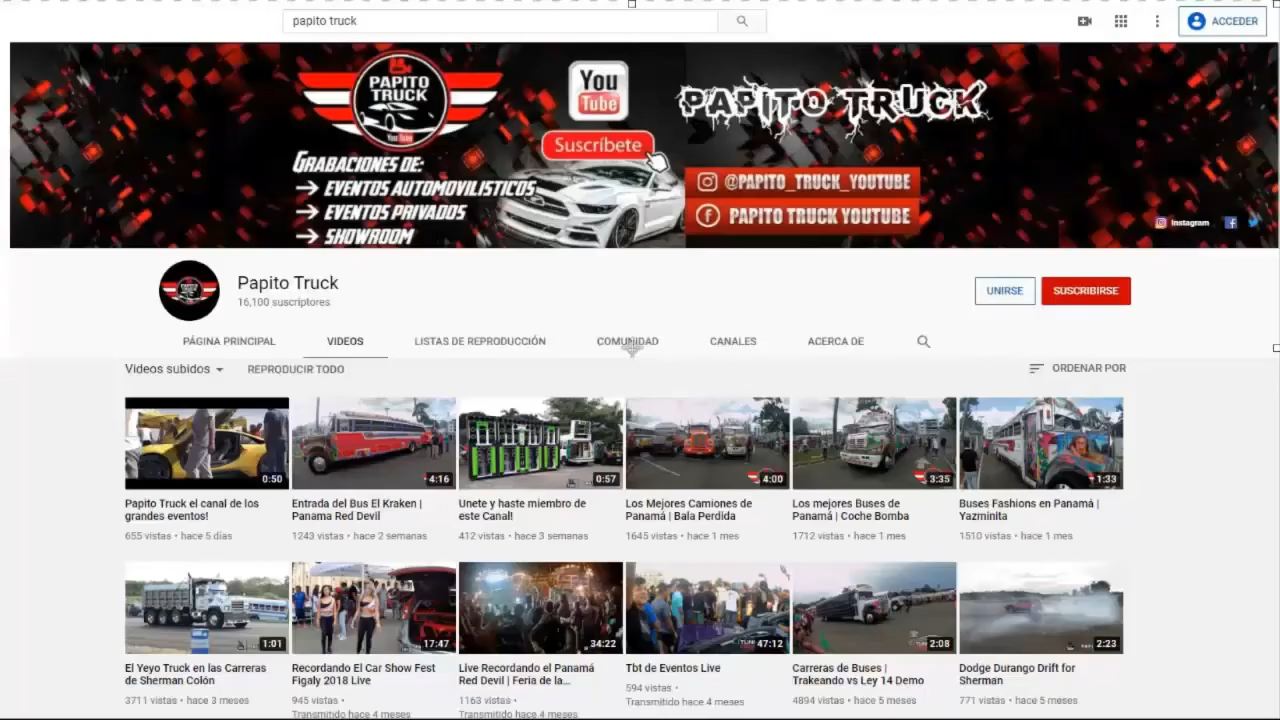 papito truck
ACCEDER
PAPITO
TRUCK
You
Tube
Suscríbete
PAPITO TRUCK
GRABACIONES DE:
EVENTOS AUTOMOVILISTICOS
EVENTOS PRIVADOS
SHOWROOM
@PAPITO_TRUCK_YOUTUBE
PAPITO TRUCK YOUTUBE
Instagram
Papito Truck
16,100 suscriptores
UNIRSE
SUSCRIBIRSE
PÁGINA PRINCIPAL
VIDEOS
LISTAS DE REPRODUCCIÓN
COMUNIDAD
CANALES
ACERCA DE
Videos subidos
REPRODUCIR TODO
ORDENAR POR
0:50
4:16
0:57
4:00
3:35
1:33
Papito Truck el canal de los
grandes eventos!
655 vistas • hace 5 días
Entrada del Bus El Kraken |
Panama Red Devil
1243 vistas • hace 2 semanas
Unete y haste miembro de
este Canal!
412 vistas • hace 3 semanas
Los Mejores Camiones de
Panamá | Bala Perdida
1645 vistas • hace 1 mes
Los mejores Buses de
Panamá | Coche Bomba
1712 vistas • hace 1 mes
Buses Fashions en Panamá |
Yazminita
1510 vistas • hace 1 mes
1:01
17:47
34:22
47:12
2:08
2:23
El Yeyo Truck en las Carreras
de Sherman Colón
3711 vistas • hace 3 meses
Recordando El Car Show Fest
Figaly 2018 Live
945 vistas •
Transmitido hace 4 meses
Live Recordando el Panamá
Red Devil | Feria de la...
1163 vistas •
Transmitido hace 4 meses
Tbt de Eventos Live
594 vistas •
Transmitido hace 4 meses
Carreras de Buses |
Trakeando vs Ley 14 Demo
4894 vistas • hace 5 meses
Dodge Durango Drift for
Sherman
771 vistas • hace 5 meses